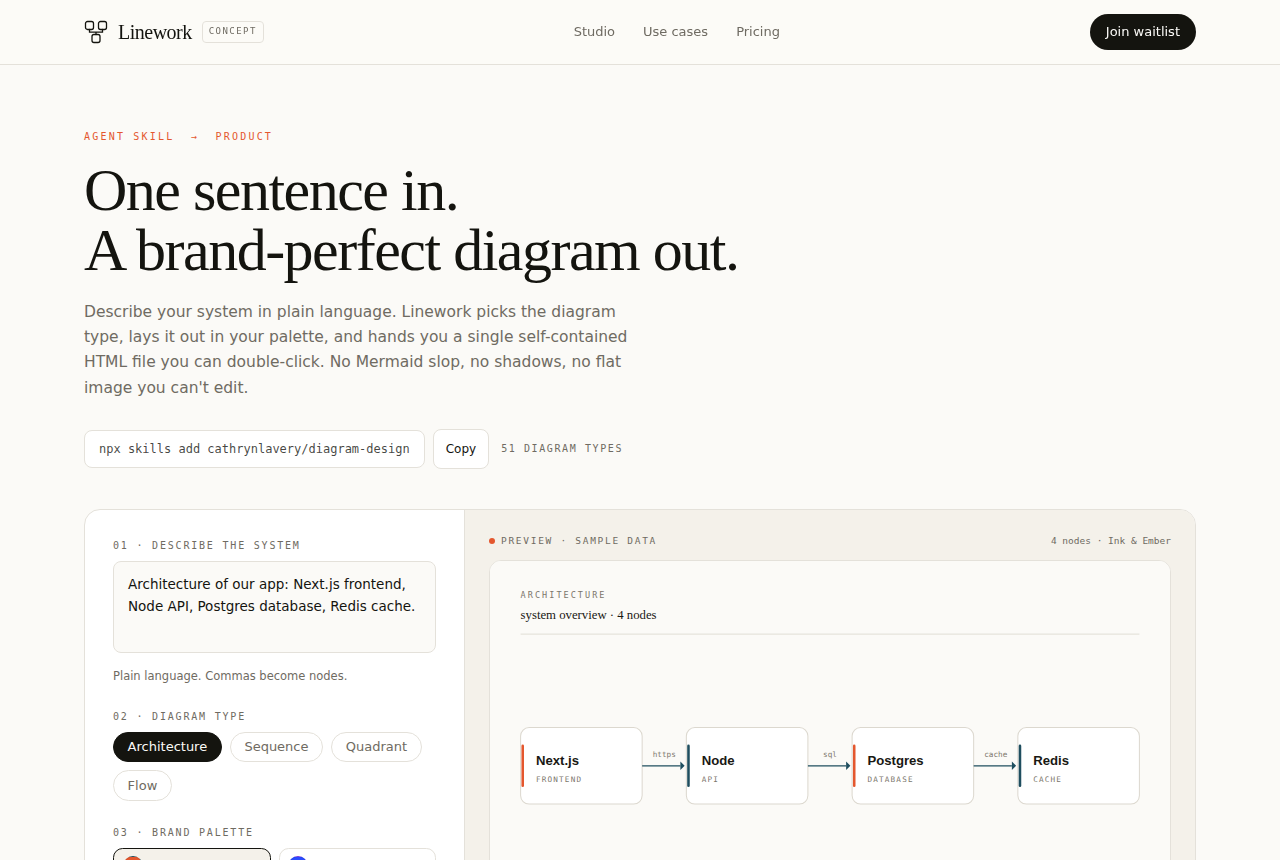 Linework
CONCEPT
Studio
Use cases
Pricing
Join waitlist
AGENT SKILL → PRODUCT
One sentence in.
A brand-perfect diagram out.
Describe your system in plain language. Linework picks the diagram
type, lays it out in your palette, and hands you a single self-contained
HTML file you can double-click. No Mermaid slop, no shadows, no flat
image you can't edit.
npx skills add cathrynlavery/diagram-design
Copy
51 DIAGRAM TYPES
01 · DESCRIBE THE SYSTEM
Architecture of our app: Next.js frontend,
Node API, Postgres database, Redis cache.
Plain language. Commas become nodes.
02 · DIAGRAM TYPE
Architecture
Sequence
Quadrant
Flow
03 · BRAND PALETTE
PREVIEW · SAMPLE DATA
4 nodes · Ink & Ember
ARCHITECTURE
system overview · 4 nodes
Next.js
FRONTEND
https
Node
API
sql
Postgres
DATABASE
cache
Redis
CACHE